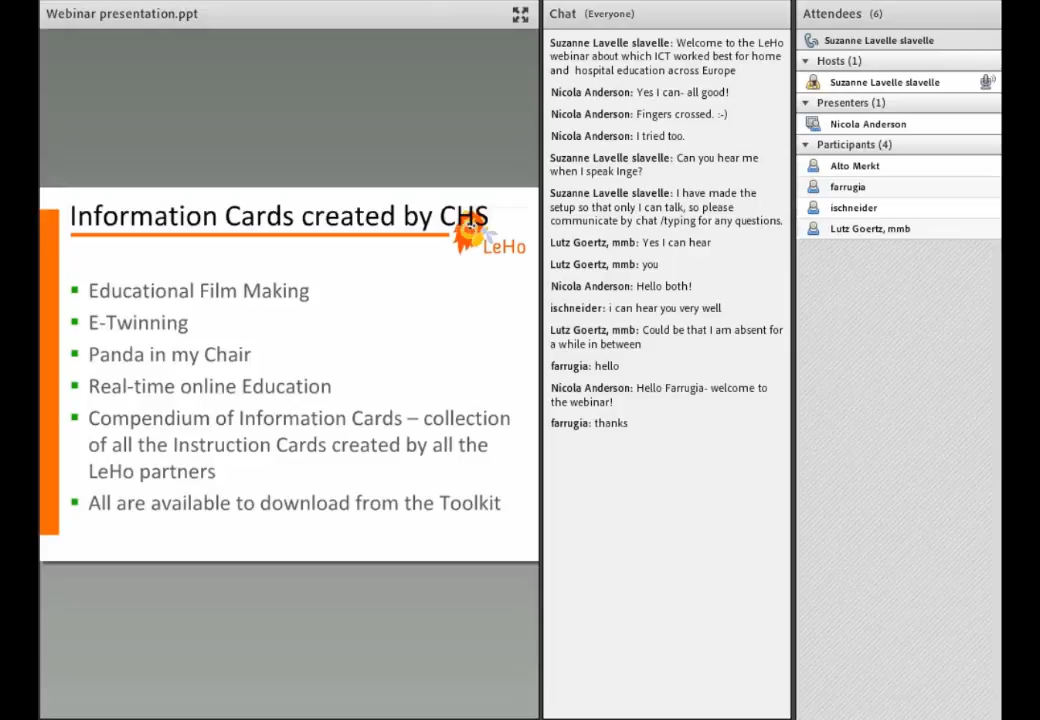 Webinar presentation.ppt
Information Cards created by CHS
LeHo
Educational Film Making
E-Twinning
Panda in my Chair
Real-time online Education
Compendium of Information Cards – collection
of all the Instruction Cards created by all the
LeHo partners
All are available to download from the Toolkit
Chat (Everyone)
Suzanne Lavelle slavelle: Welcome to the LeHo
webinar about which ICT worked best for home
and hospital education across Europe
Nicola Anderson: Yes I can- all good!
Nicola Anderson: Fingers crossed. :-)
Nicola Anderson: I tried too.
Suzanne Lavelle slavelle: Can you hear me
when I speak Inge?
Suzanne Lavelle slavelle: I have made the
setup so that only I can talk, so please
communicate by chat /typing for any questions.
Lutz Goertz, mmb: Yes I can hear
Lutz Goertz, mmb: you
Nicola Anderson: Hello both!
ischneider: i can hear you very well
Lutz Goertz, mmb: Could be that I am absent for
a while in between
farrugia: hello
Nicola Anderson: Hello Farrugia- welcome to
the webinar!
farrugia: thanks
Attendees (6)
Suzanne Lavelle slavelle
Hosts (1)
Suzanne Lavelle slavelle
Presenters (1)
Nicola Anderson
Participants (4)
Alto Merkt
farrugia
ischneider
Lutz Goertz, mmb